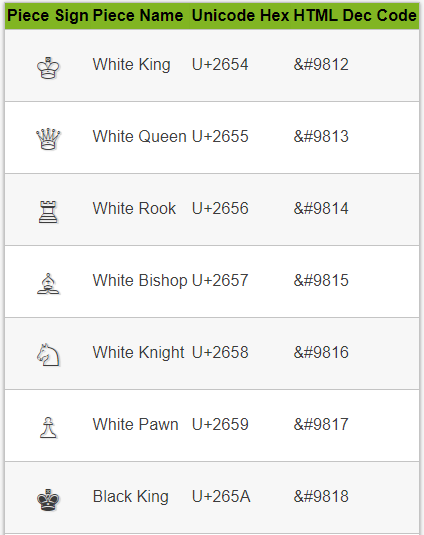 Piece Sign Piece Name Unicode Hex HTML Dec Code
♔ White King U+2654 &#9812
♕ White Queen U+2655 &#9813
♖ White Rook U+2656 &#9814
♗ White Bishop U+2657 &#9815
♘ White Knight U+2658 &#9816
♙ White Pawn U+2659 &#9817
♚ Black King U+265A &#9818